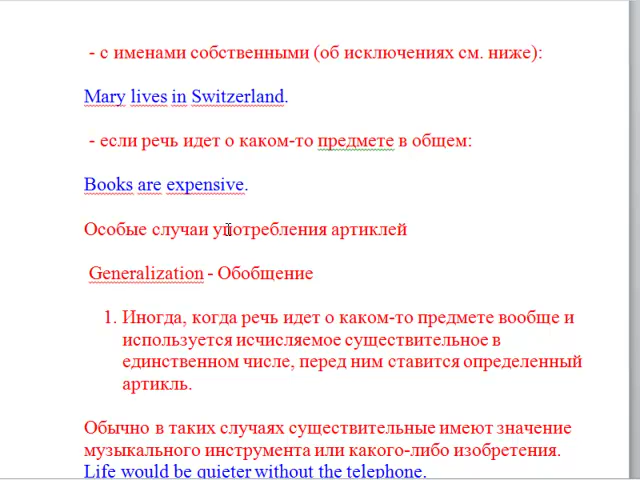 - с именами собственными (об исключениях см. ниже):
Mary lives in Switzerland.
- если речь идет о каком-то предмете в общем:
Books are expensive.
Особые случаи употребления артиклей
Generalization - Обобщение
1. Иногда, когда речь идет о каком-то предмете вообще и
используется исчисляемое существительное в
единственном числе, перед ним ставится определенный
артикль.
Обычно в таких случаях существительные имеют значение
музыкального инструмента или какого-либо изобретения.
Life would be quieter without the telephone.